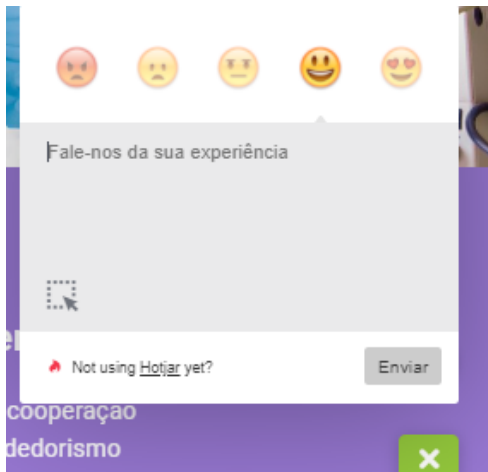 Fale-nos da sua experiência
Not using Hotjar yet?
Enviar
cooperação
dedorismo